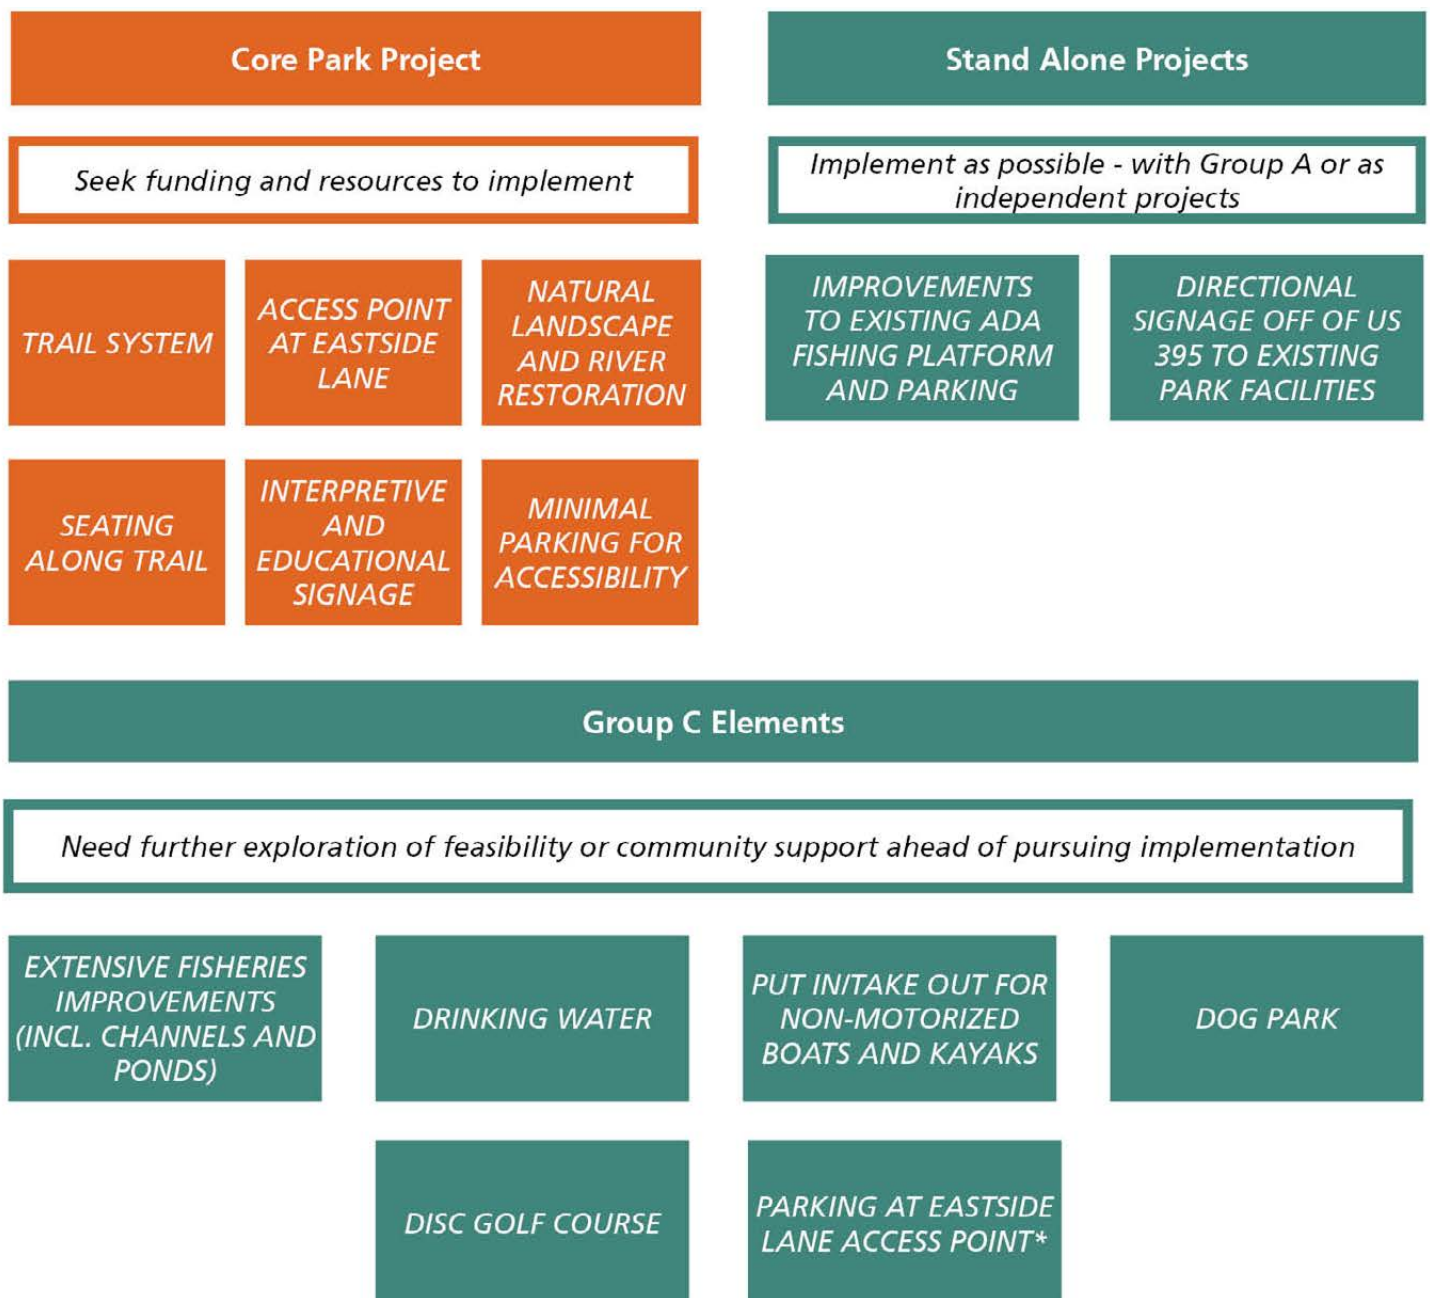 Core Park Project
Seek funding and resources to implement
TRAIL SYSTEM
ACCESS POINT
AT EASTSIDE
LANE
NATURAL
LANDSCAPE
AND RIVER
RESTORATION
SEATING
ALONG TRAIL
INTERPRETIVE
AND
EDUCATIONAL
SIGNAGE
MINIMAL
PARKING FOR
ACCESSIBILITY
Stand Alone Projects
Implement as possible - with Group A or as
independent projects
IMPROVEMENTS
TO EXISTING ADA
FISHING PLATFORM
AND PARKING
DIRECTIONAL
SIGNAGE OFF OF US
395 TO EXISTING
PARK FACILITIES
Group C Elements
Need further exploration of feasibility or community support ahead of pursuing implementation
EXTENSIVE FISHERIES
IMPROVEMENTS
(INCL. CHANNELS AND
PONDS)
DRINKING WATER
PUT IN/TAKE OUT FOR
NON-MOTORIZED
BOATS AND KAYAKS
DOG PARK
DISC GOLF COURSE
PARKING AT EASTSIDE
LANE ACCESS POINT*